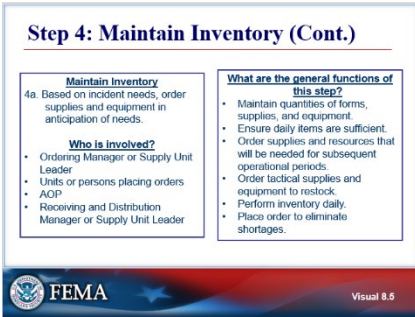 Step 4: Maintain Inventory (Cont.)
Maintain Inventory
4a. Based on incident needs, order
supplies and equipment in
anticipation of needs.
Who is involved?
• Ordering Manager or Supply Unit
Leader
• Units or persons placing orders
• AOP
• Receiving and Distribution
Manager or Supply Unit Leader
What are the general functions of
this step?
• Maintain quantities of forms,
supplies, and equipment.
• Ensure daily items are sufficient.
• Order supplies and resources that
will be needed for subsequent
operational periods.
• Order tactical supplies and
equipment to restock.
• Perform inventory daily.
• Place order to eliminate
shortages.
FEMA
Visual 8.5